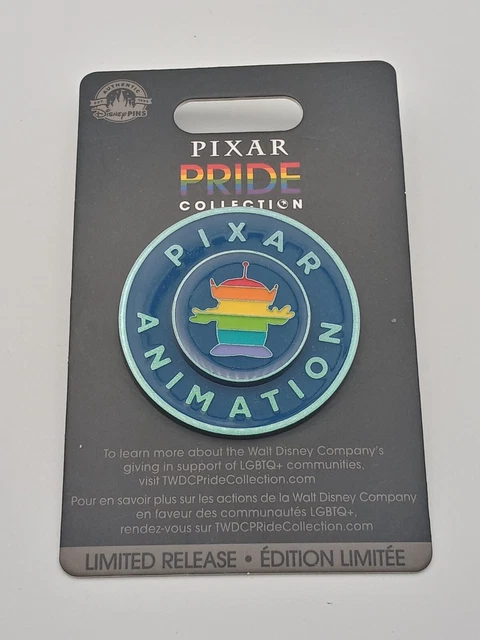 AUTHENTIC
Disney PINS
PIXAR
PRIDE
COLLECTION
PIXAR
ANIMATION
To learn more about the Walt Disney Company's
giving in support of LGBTQ+ communities,
visit TWDCPrideCollection.com
Pour en savoir plus sur les actions de la Walt Disney Company
en faveur des communautés LGBTQ+,
rendez-vous sur TWDCPRideCollection.com
LIMITED RELEASE • ÉDITION LIMITÉE